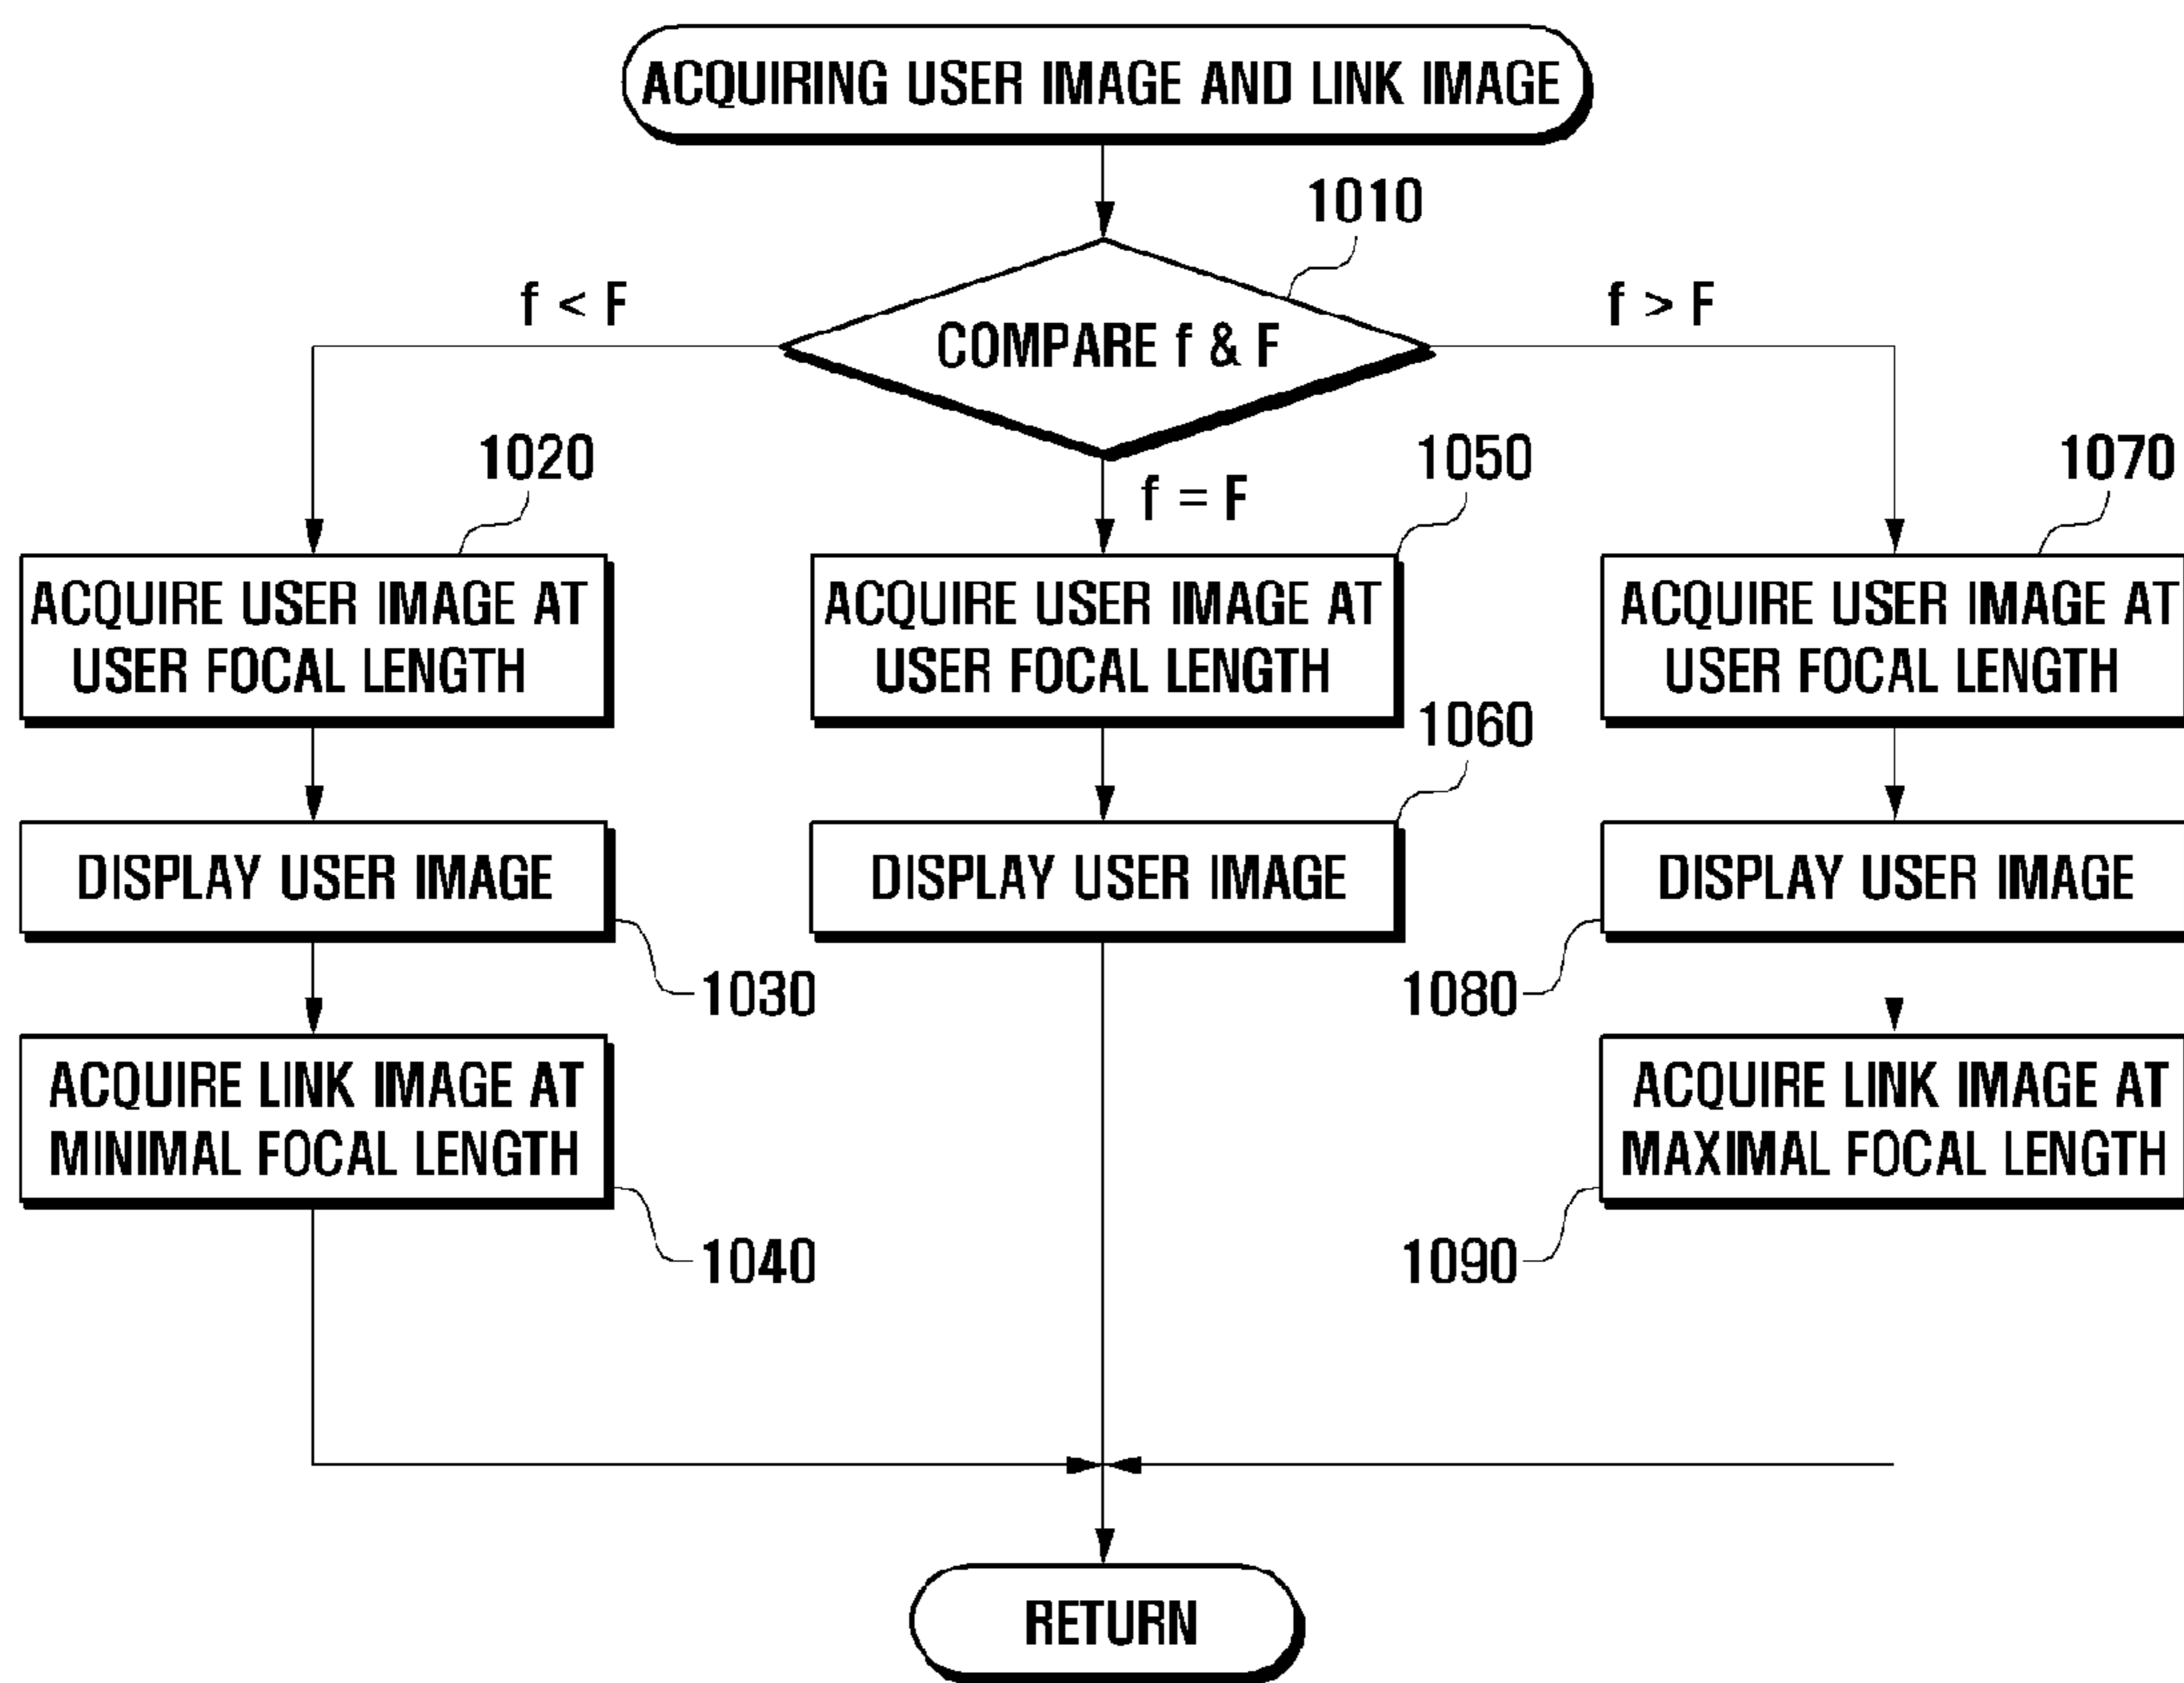 ACQUIRING USER IMAGE AND LINK IMAGE
1010
f < F
COMPARE f & F
f > F
f = F
1020
ACQUIRE USER IMAGE AT
USER FOCAL LENGTH
DISPLAY USER IMAGE
1030
ACQUIRE LINK IMAGE AT
MINIMAL FOCAL LENGTH
1040
1050
ACQUIRE USER IMAGE AT
USER FOCAL LENGTH
1060
DISPLAY USER IMAGE
1070
ACQUIRE USER IMAGE AT
USER FOCAL LENGTH
DISPLAY USER IMAGE
1080
ACQUIRE LINK IMAGE AT
MAXIMAL FOCAL LENGTH
1090
RETURN